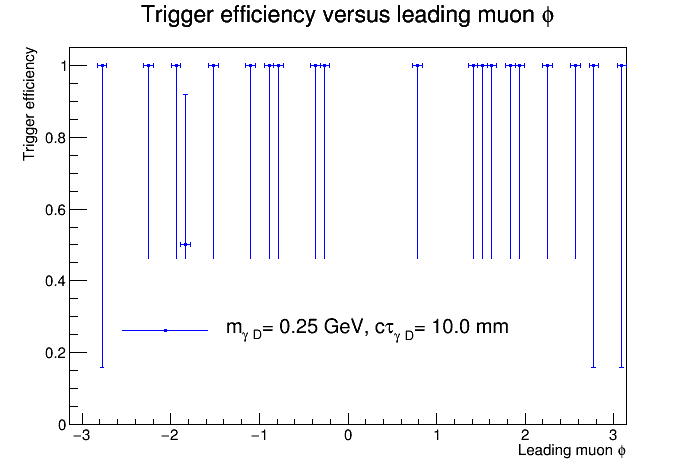 Trigger efficiency versus leading muon ϕ
Trigger efficiency
1
0.8
0.6
0.4
0.2
0
mγ D= 0.25 GeV, cτγ D= 10.0 mm
−3 −2 −1 0 1 2 3
Leading muon ϕ